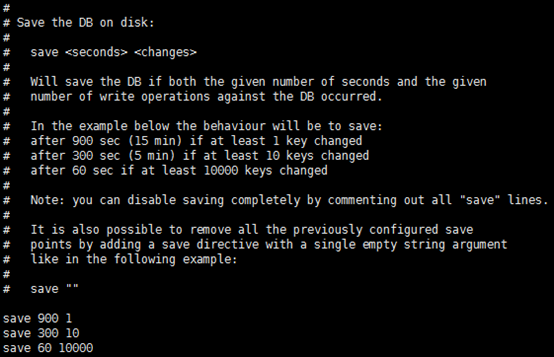 #
# Save the DB on disk:
#
#   save <seconds> <changes>
#
#   Will save the DB if both the given number of seconds and the given
#   number of write operations against the DB occurred.
#
#   In the example below the behaviour will be to save:
#   after 900 sec (15 min) if at least 1 key changed
#   after 300 sec (5 min) if at least 10 keys changed
#   after 60 sec if at least 10000 keys changed
#
#   Note: you can disable saving completely by commenting out all "save" lines.
#
#   It is also possible to remove all the previously configured save
#   points by adding a save directive with a single empty string argument
#   like in the following example:
#
#   save ""

save 900 1
save 300 10
save 60 10000